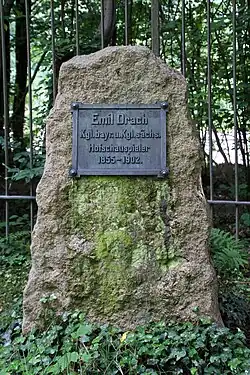 Emil Drach
Kgl.bayr.u.Kgl.sächs.
Hofschauspieler
1855-1902.